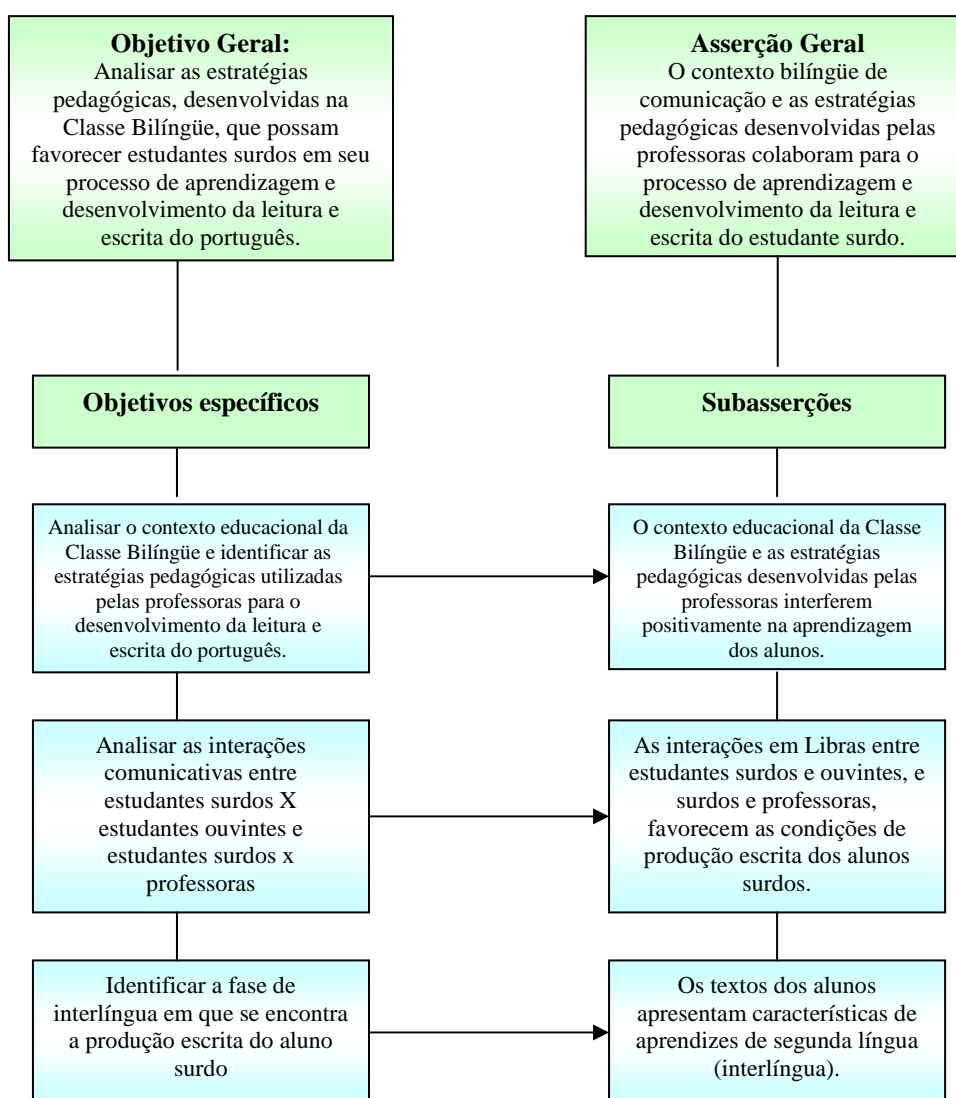 Objetivo Geral:
Analisar as estratégias
pedagógicas, desenvolvidas na
Classe Bilíngüe, que possam
favorecer estudantes surdos em seu
processo de aprendizagem e
desenvolvimento da leitura e
escrita do português.
Asserção Geral
O contexto bilíngüe de
comunicação e as estratégias
pedagógicas desenvolvidas pelas
professoras colaboram para o
processo de aprendizagem e
desenvolvimento da leitura e
escrita do estudante surdo.
Objetivos específicos
Subasserções
Analisar o contexto educacional da
Classe Bilíngüe e identificar as
estratégias pedagógicas utilizadas
pelas professoras para o
desenvolvimento da leitura e
escrita do português.
O contexto educacional da Classe
Bilíngüe e as estratégias
pedagógicas desenvolvidas pelas
professoras interferem
positivamente na aprendizagem
dos alunos.
Analisar as interações
comunicativas entre
estudantes surdos X
estudantes ouvintes e
estudantes surdos x
professoras
As interações em Libras entre
estudantes surdos e ouvintes, e
surdos e professoras,
favorecem as condições de
produção escrita dos alunos
surdos.
Identificar a fase de
interlíngua em que se encontra
a produção escrita do aluno
surdo
Os textos dos alunos
apresentam características de
aprendizes de segunda língua
(interlíngua).